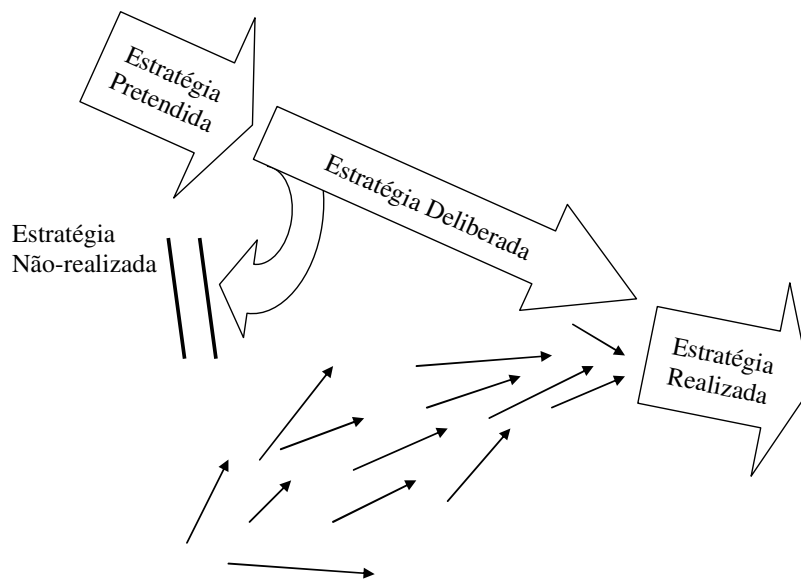 Estratégia
Pretendida
Estratégia Deliberada
Estratégia
Não-realizada
Estratégia
Realizada